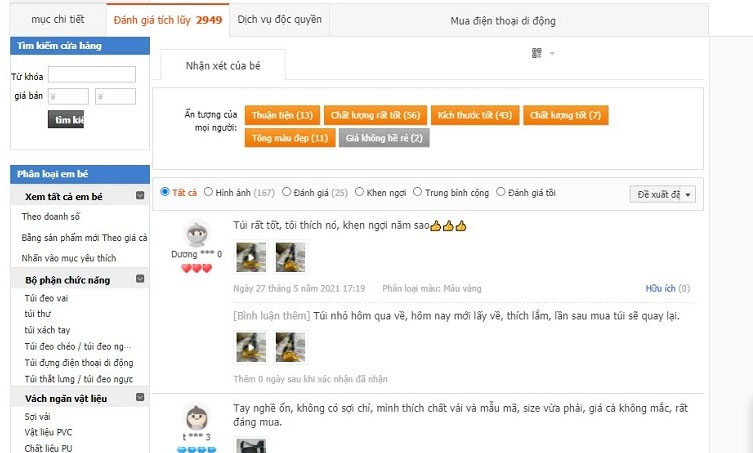 mục chi tiết
Đánh giá tích lũy 2949
Dịch vụ độc quyền
Mua điện thoại di động
Tìm kiếm cửa hàng
Từ khóa
giá bán ¥ ¥
tìm kiế
Phân loại em bé
Xem tất cả em bé
Theo doanh số
Bằng sản phẩm mới Theo giá cả
Nhấn vào mục yêu thích
Bộ phận chức năng
Túi đeo vai
túi thư
túi xách tay
Túi đeo chéo / túi đeo ng···
Túi đựng điện thoại di động
Túi thắt lưng / túi đeo ngực
Vách ngăn vật liệu
Sợi vải
Vật liệu PVC
Chất liệu PU
Nhận xét của bé
Ấn tượng của
mọi người:
Thuận tiện (13) Chất lượng rất tốt (56) Kích thước tốt (43) Chất lượng tốt (7)
Tông màu đẹp (11) Giá không hề rẻ (2)
Tất cả Hình ảnh (167) Đánh giá (25) Khen ngợi Trung bình cộng Đánh giá tồi
Đề xuất đặ
Dương *** 0
Túi rất tốt, tôi thích nó, khen ngợi năm sao👍👍👍
Ngày 27 tháng 5 năm 2021 17:19 Phân loại màu: Màu vàng Hữu ích (0)
[Bình luận thêm] Túi nhỏ hôm qua về, hôm nay mới lấy về, thích lắm, lần sau mua túi sẽ quay lại.
Thêm 0 ngày sau khi xác nhận đã nhận
t *** 3
Tay nghề ổn, không có sợi chỉ, mình thích chất vải và mẫu mã, size vừa phải, giá cả không mắc, rất
đáng mua.